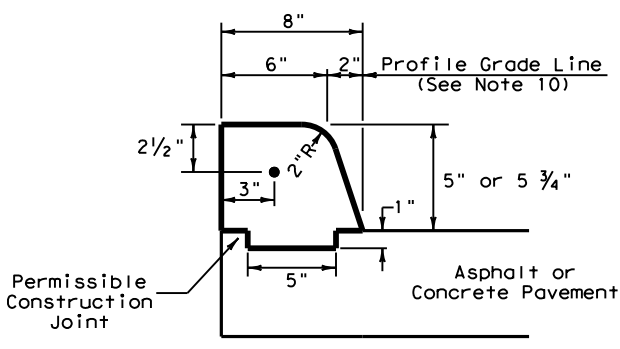 8"
6"
2"
Profile Grade Line
(See Note 10)
2½"
2"R
3"
5" or 5 ¾"
1"
5"
Permissible
Construction
Joint
Asphalt or
Concrete Pavement